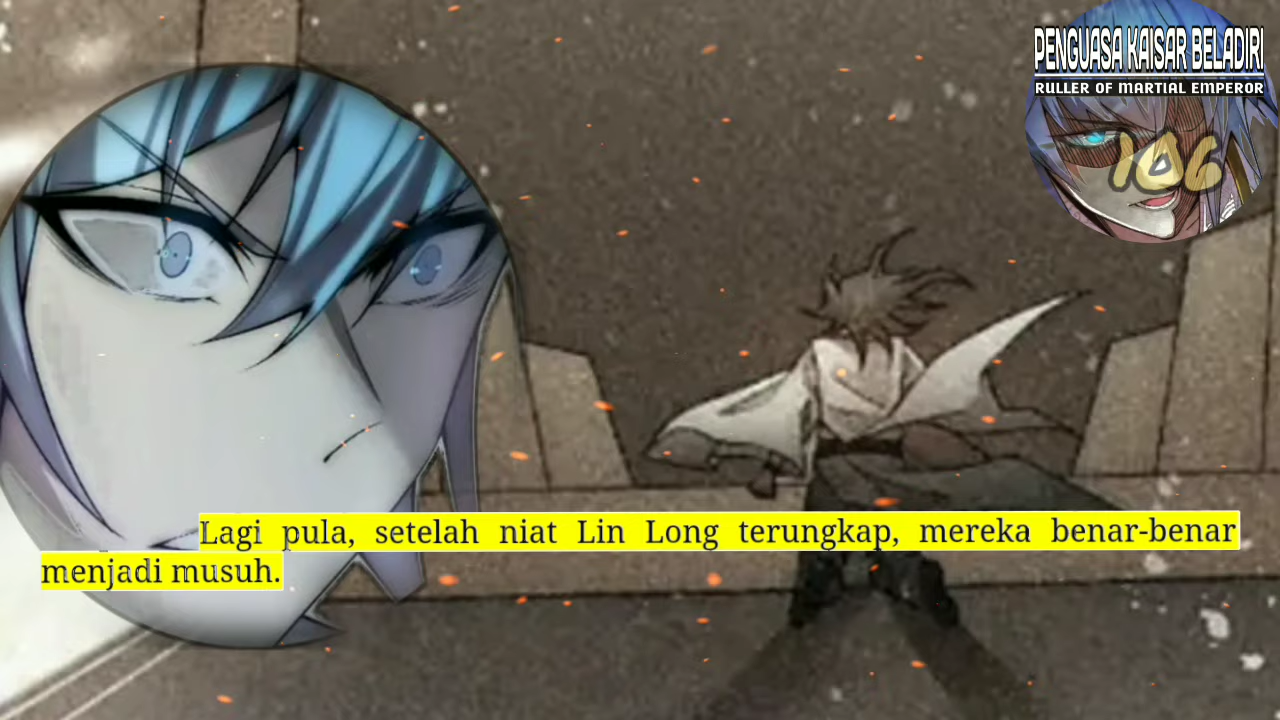 PENGUASA KAISAR BELADIRI
RULLER OF MARTIAL EMPEROR
106
Lagi pula, setelah niat Lin Long terungkap, mereka benar-benar
menjadi musuh.